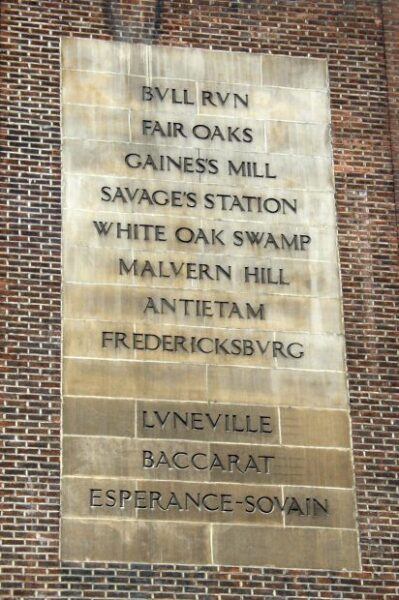 BVLL RVN
FAIR OAKS
GAINES'S MILL
SAVAGE'S STATION
WHITE OAK SWAMP
MALVERN HILL
ANTIETAM
FREDERICKSBVRG
LVNEVILLE
BACCARAT
ESPERANCE-SOVAIN